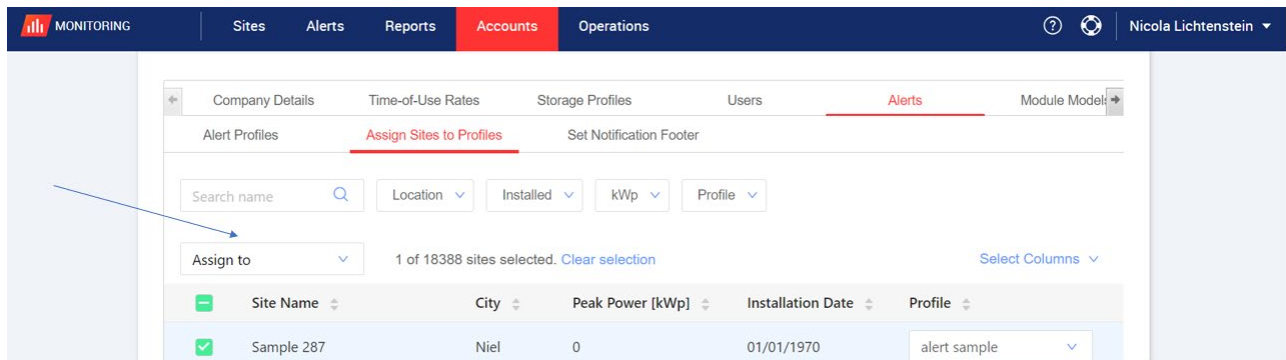 MONITORING Sites Alerts Reports Accounts Operations Nicola Lichtenstein
Company Details Time-of-Use Rates Storage Profiles Users Alerts Module Models
Alert Profiles Assign Sites to Profiles Set Notification Footer
Search name Location Installed kWp Profile
Assign to 1 of 18388 sites selected. Clear selection Select Columns
Site Name City Peak Power [kWp] Installation Date Profile
Sample 287 Niel 0 01/01/1970 alert sample